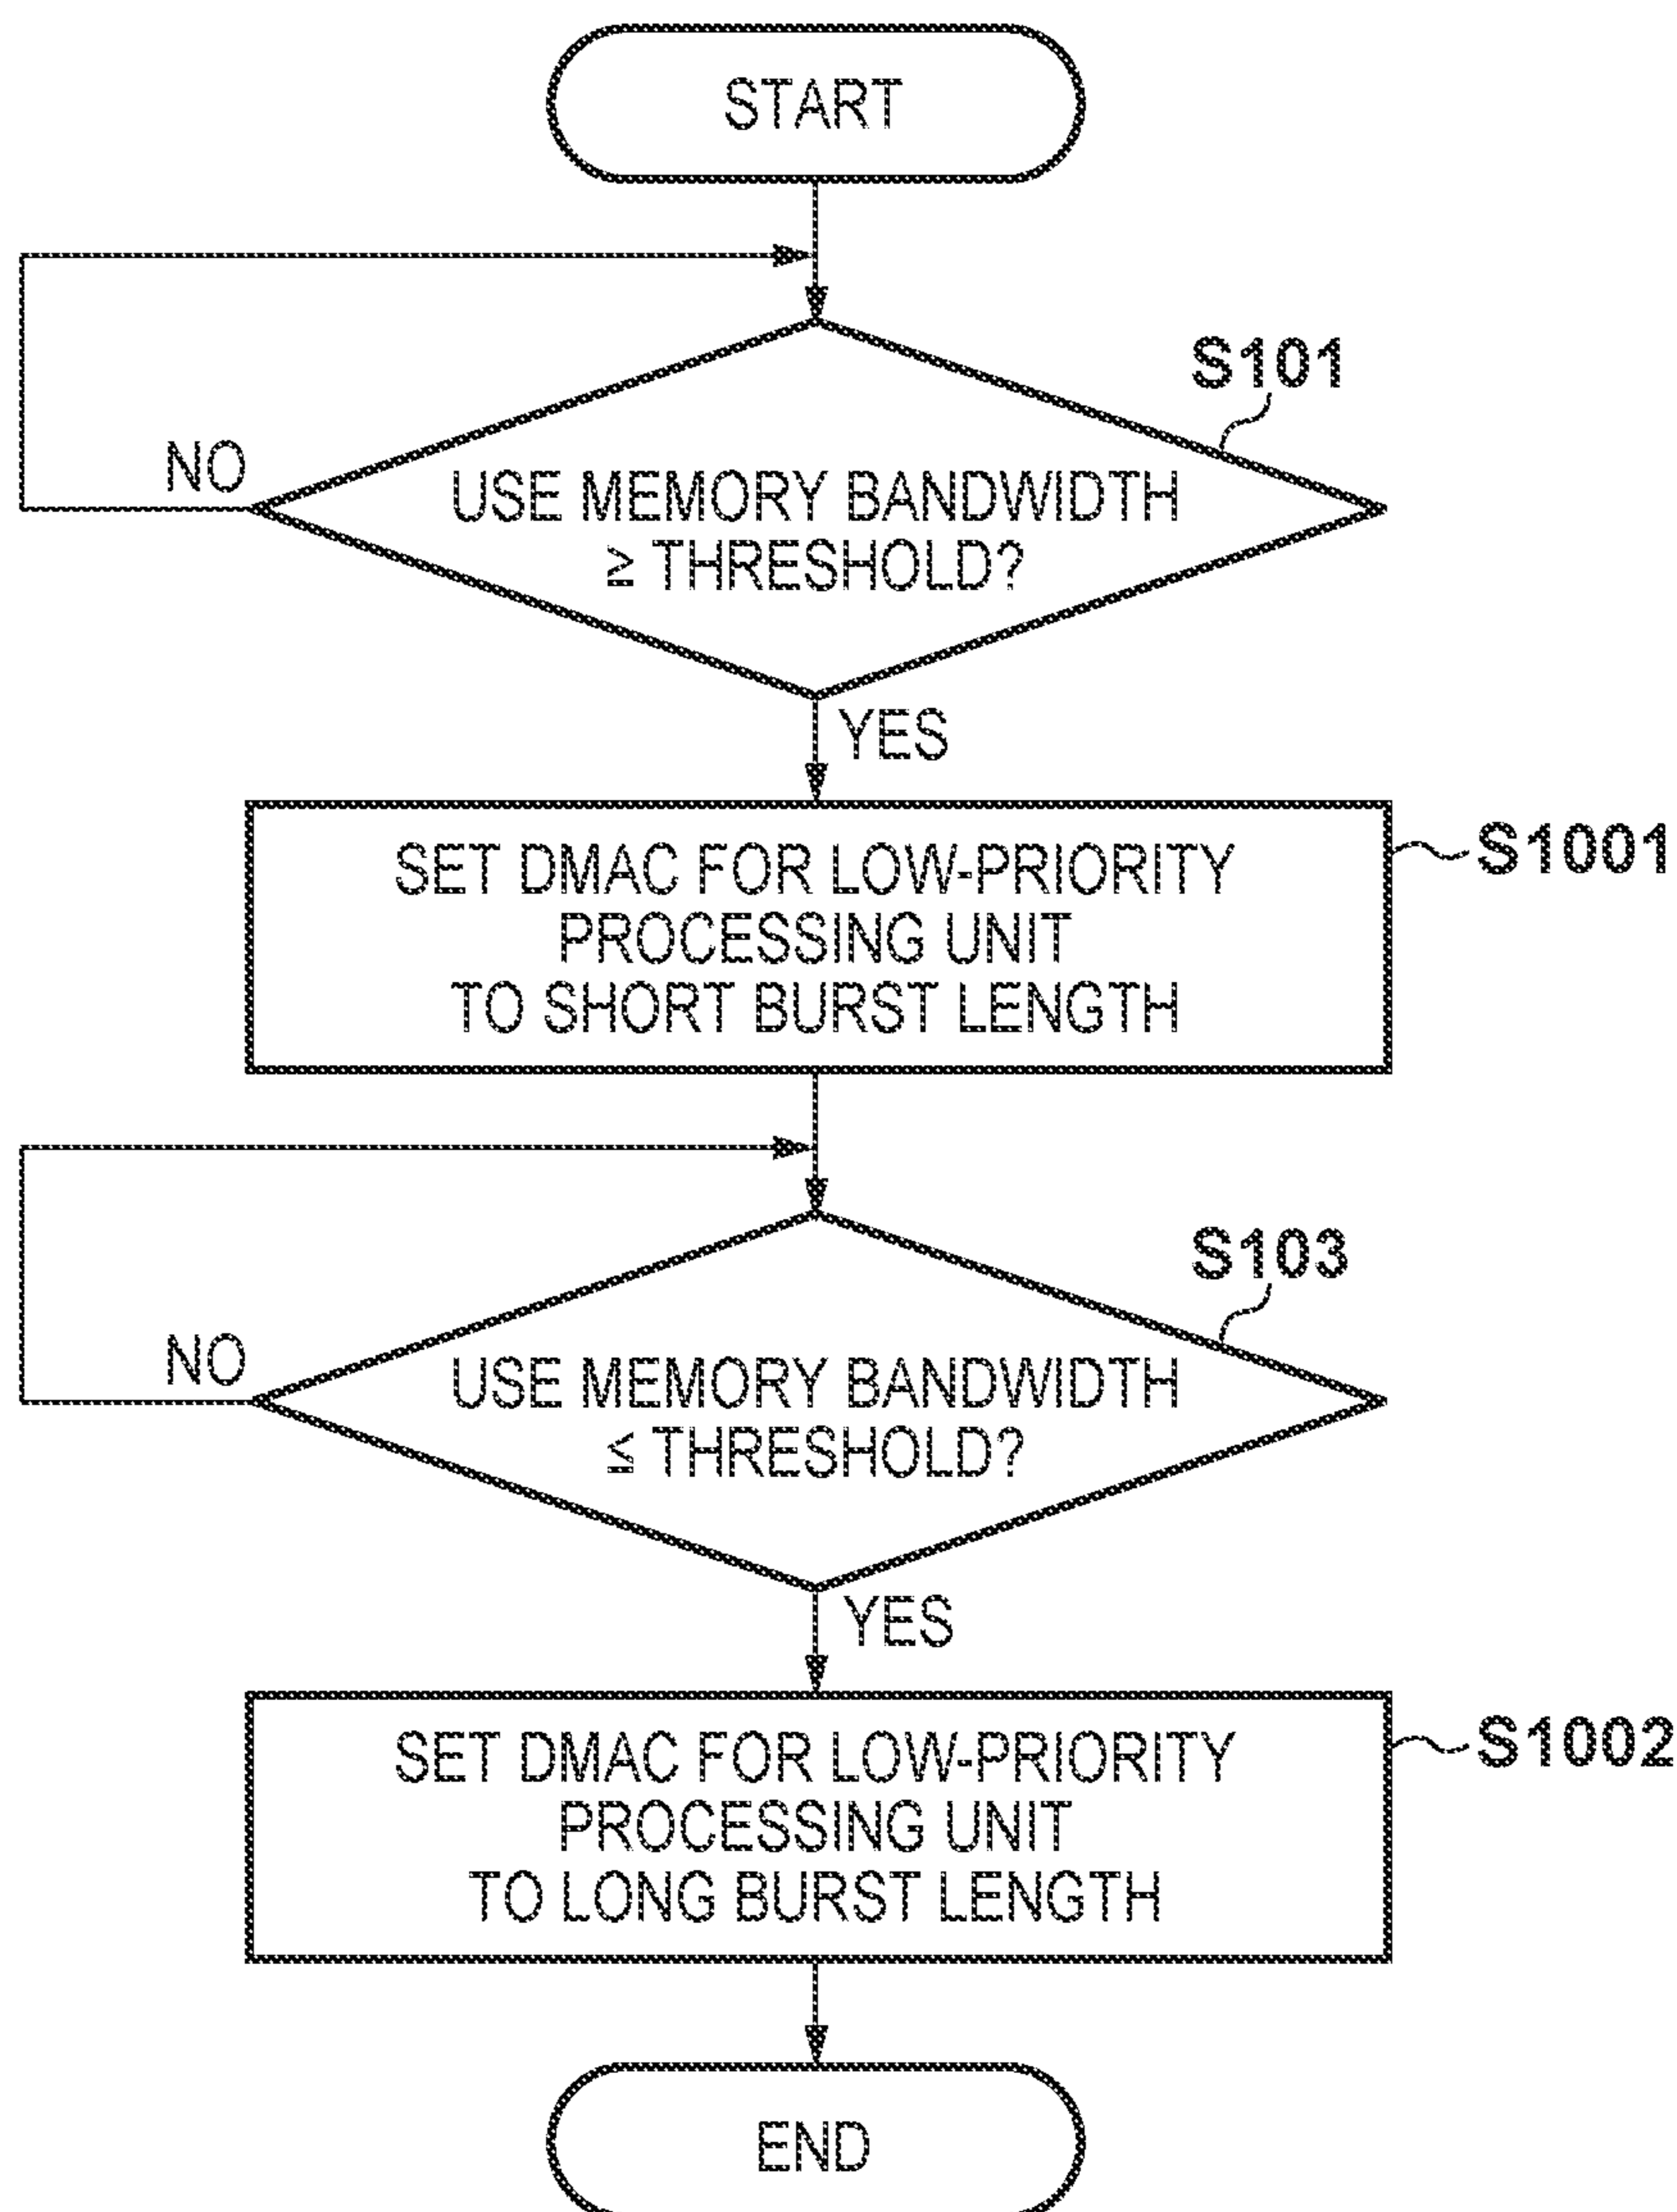 START
S101
NO
USE MEMORY BANDWIDTH
≥ THRESHOLD?
YES
SET DMAC FOR LOW-PRIORITY
PROCESSING UNIT
TO SHORT BURST LENGTH
S1001
S103
NO
USE MEMORY BANDWIDTH
≤ THRESHOLD?
YES
SET DMAC FOR LOW-PRIORITY
PROCESSING UNIT
TO LONG BURST LENGTH
S1002
END